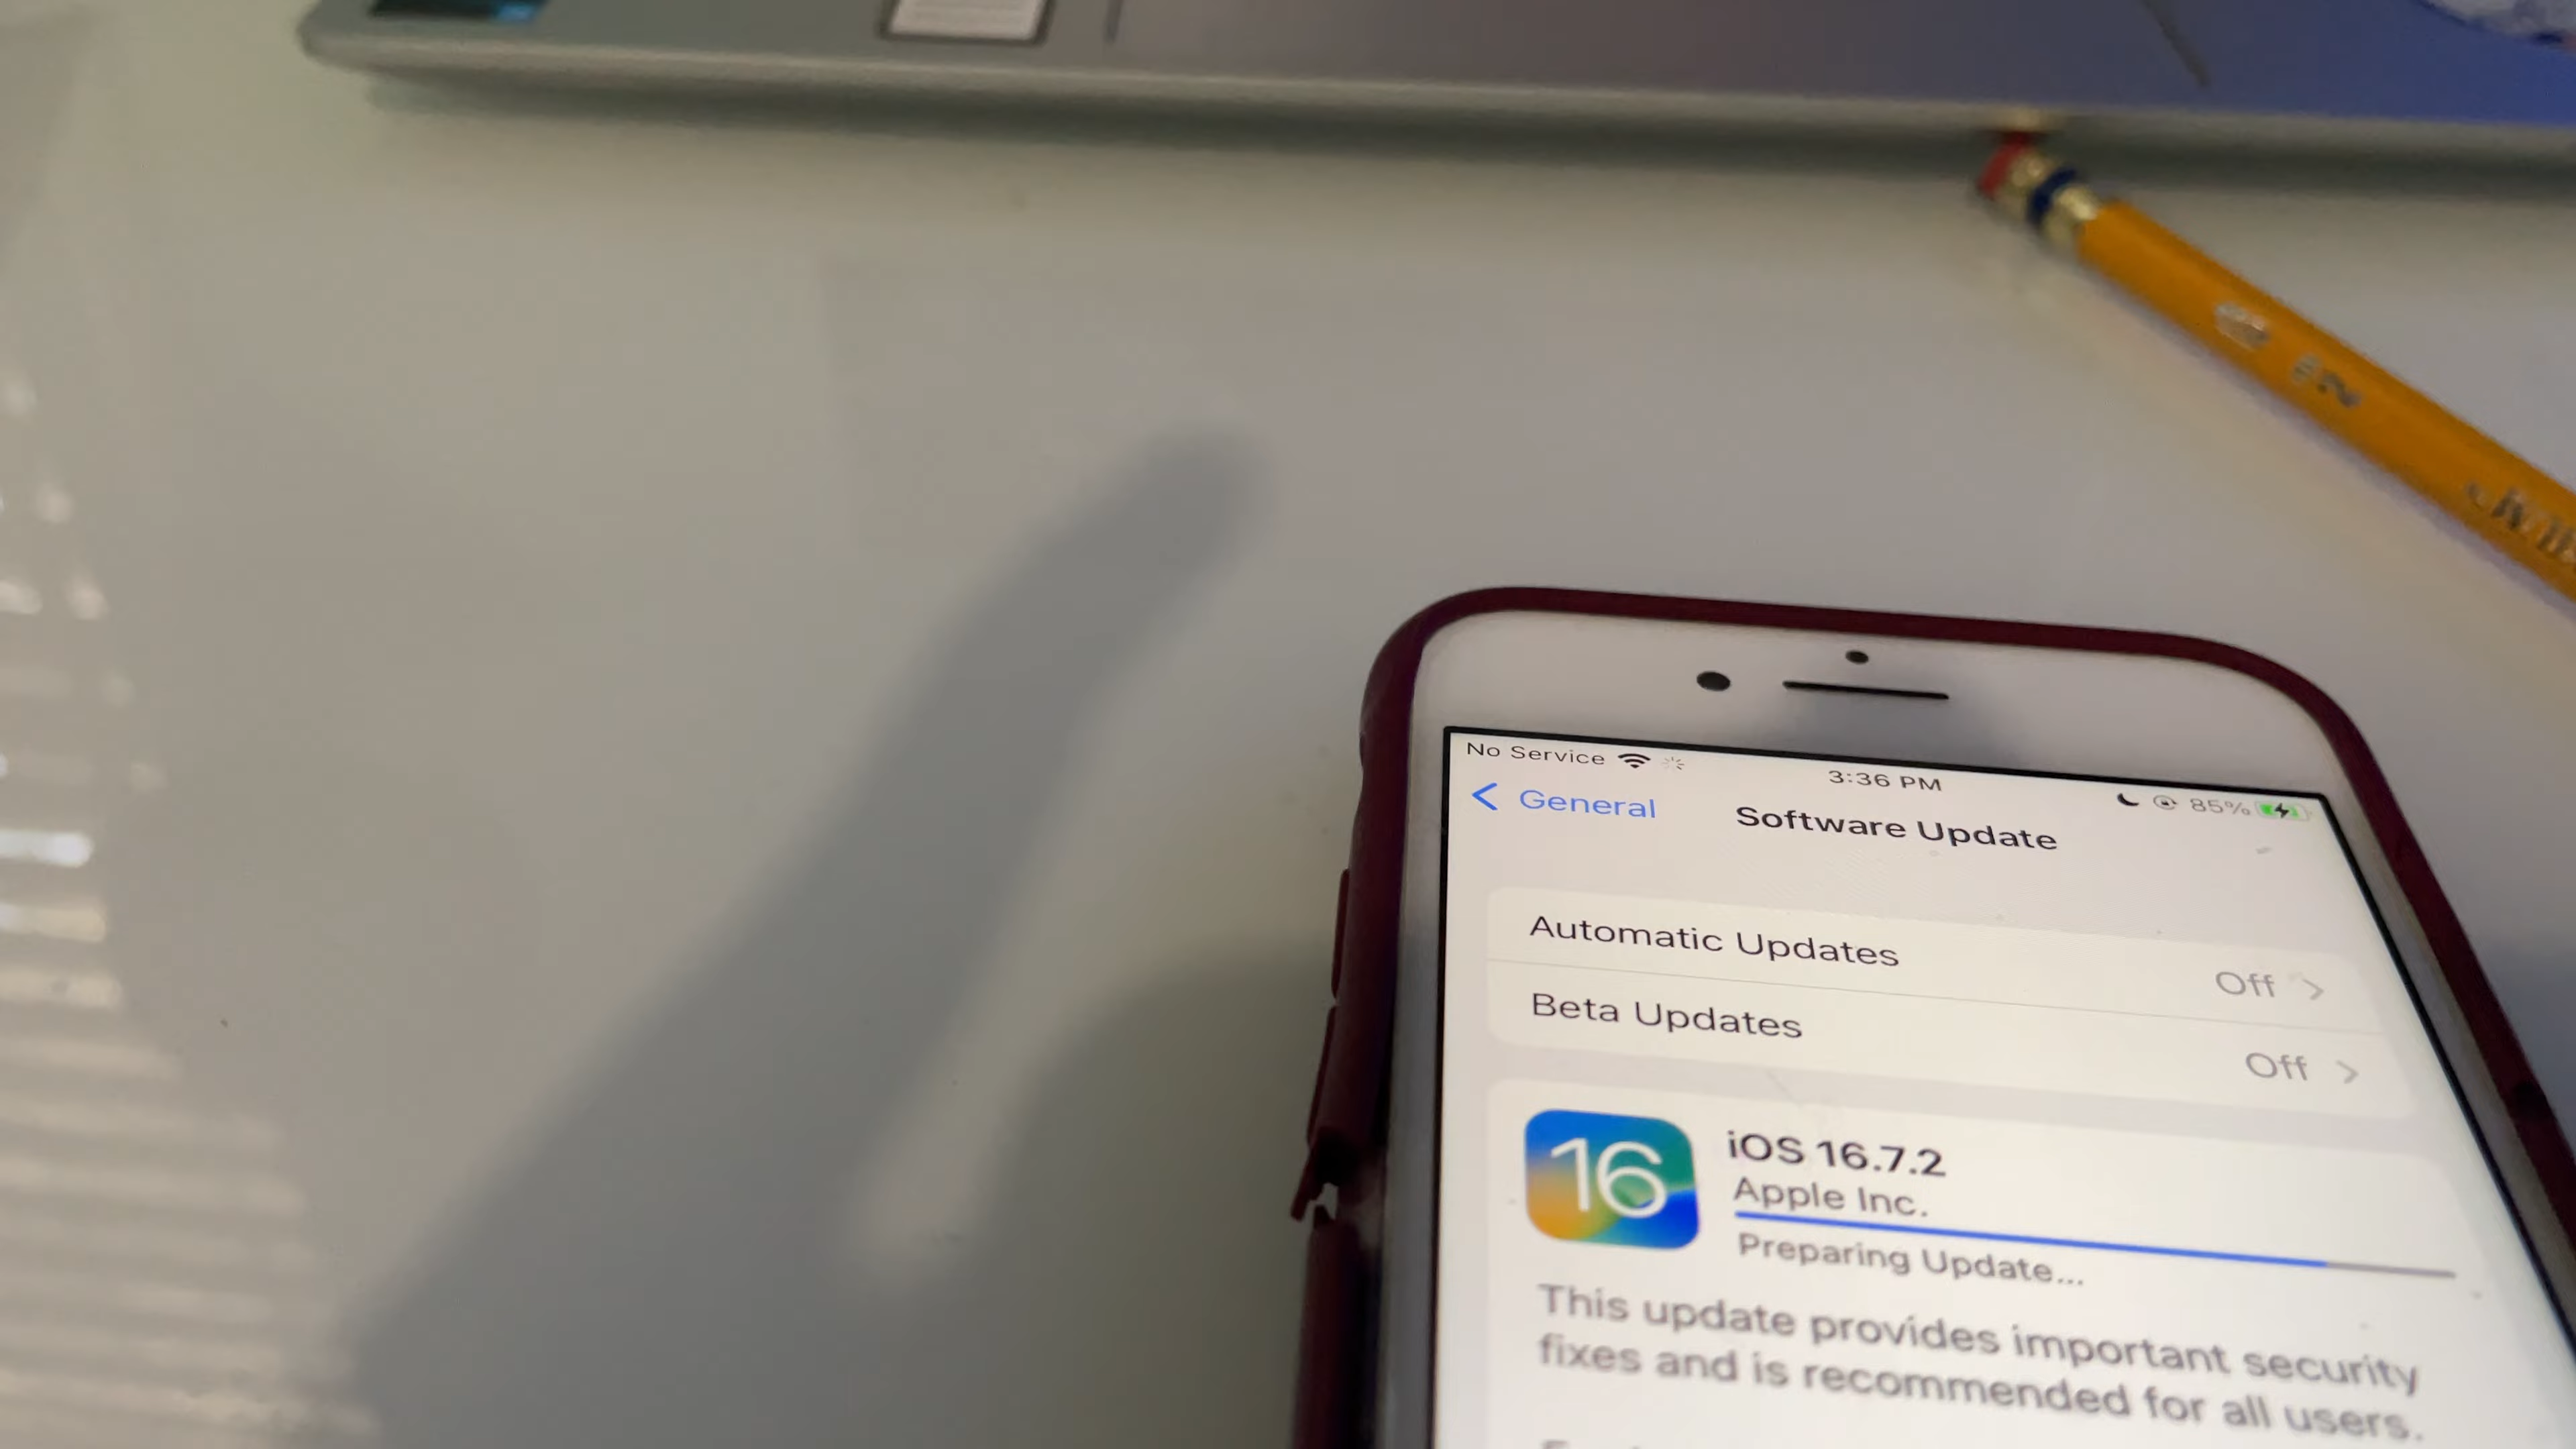 No Service
3:36 PM
85%
General
Software Update
Automatic Updates
Off
Beta Updates
Off
16
iOS 16.7.2
Apple Inc.
Preparing Update...
This update provides important security
fixes and is recommended for all users.